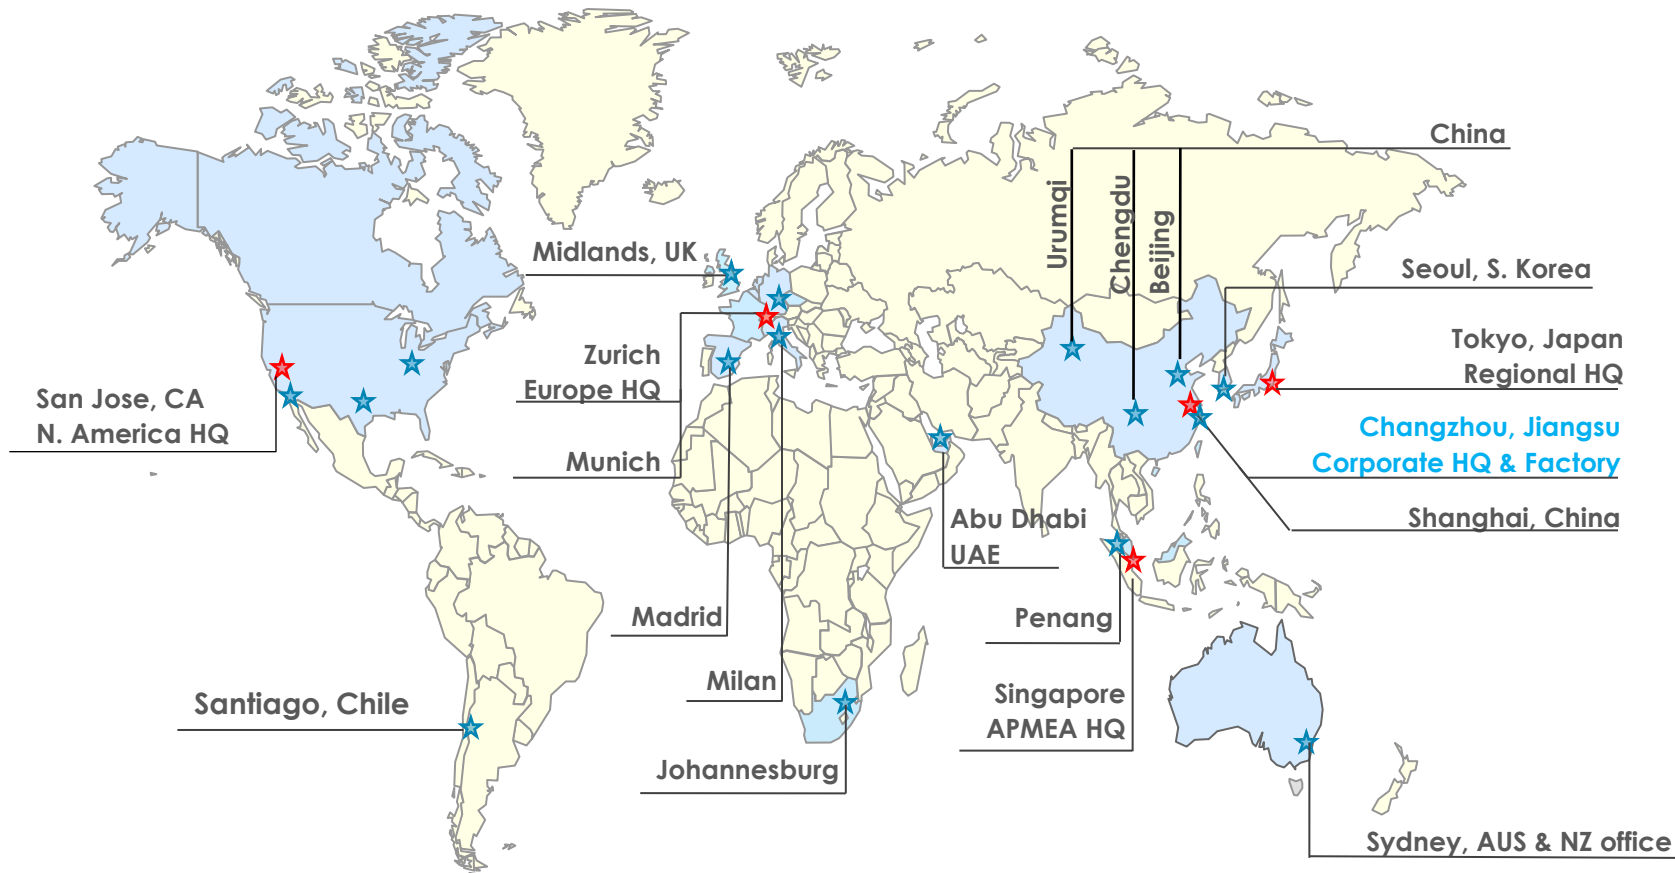 China
Urumqi
Chengdu
Beijing
Midlands, UK
Seoul, S. Korea
Zurich
Europe HQ
Tokyo, Japan
Regional HQ
San Jose, CA
N. America HQ
Changzhou, Jiangsu
Corporate HQ & Factory
Munich
Abu Dhabi
UAE
Shanghai, China
Madrid
Penang
Milan
Singapore
APMEA HQ
Santiago, Chile
Johannesburg
Sydney, AUS & NZ office